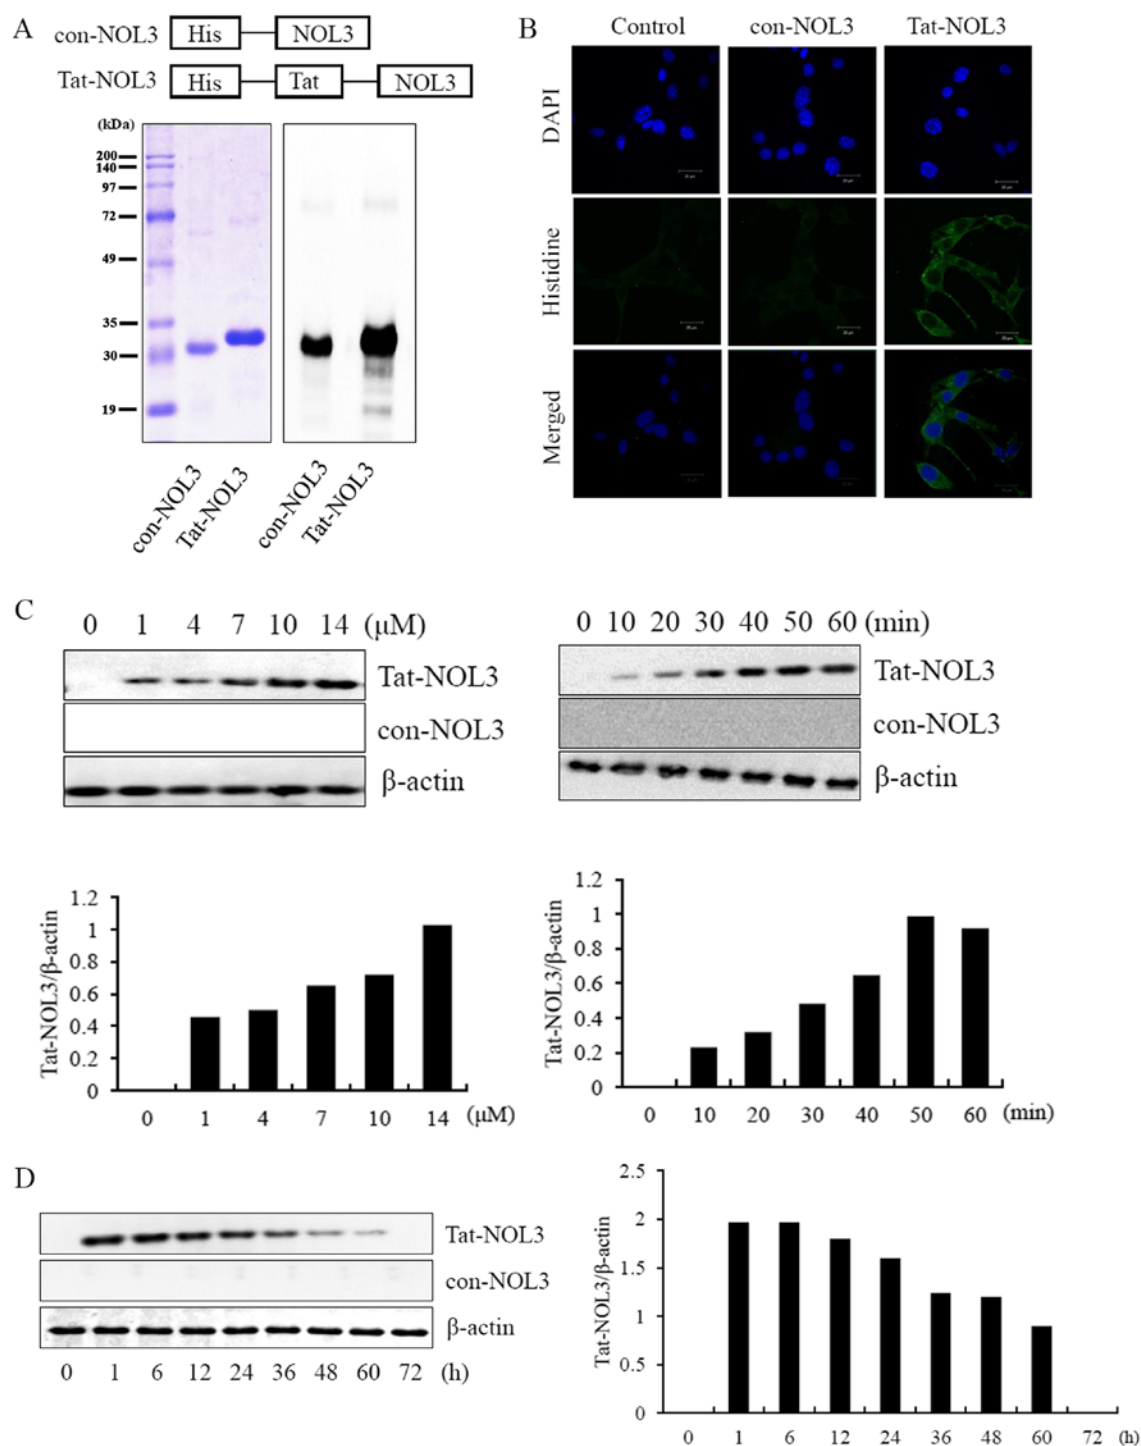 A
con-NOL3 His NOL3
Tat-NOL3 His Tat NOL3
(kDa)
200
140
97
72
49
35
30
19
con-NOL3
Tat-NOL3
con-NOL3
Tat-NOL3
B
Control con-NOL3 Tat-NOL3
DAPI
Histidine
Merged
C
0 1 4 7 10 14 (μM)
Tat-NOL3
con-NOL3
β-actin
0 10 20 30 40 50 60 (min)
Tat-NOL3
con-NOL3
β-actin
Tat-NOL3/β-actin
1.2
1
0.8
0.6
0.4
0.2
0
0 1 4 7 10 14 (μM)
Tat-NOL3/β-actin
1.2
1
0.8
0.6
0.4
0.2
0
0 10 20 30 40 50 60 (min)
D
Tat-NOL3
con-NOL3
β-actin
0 1 6 12 24 36 48 60 72 (h)
Tat-NOL3/β-actin
2.5
2
1.5
1
0.5
0
0 1 6 12 24 36 48 60 72 (h)